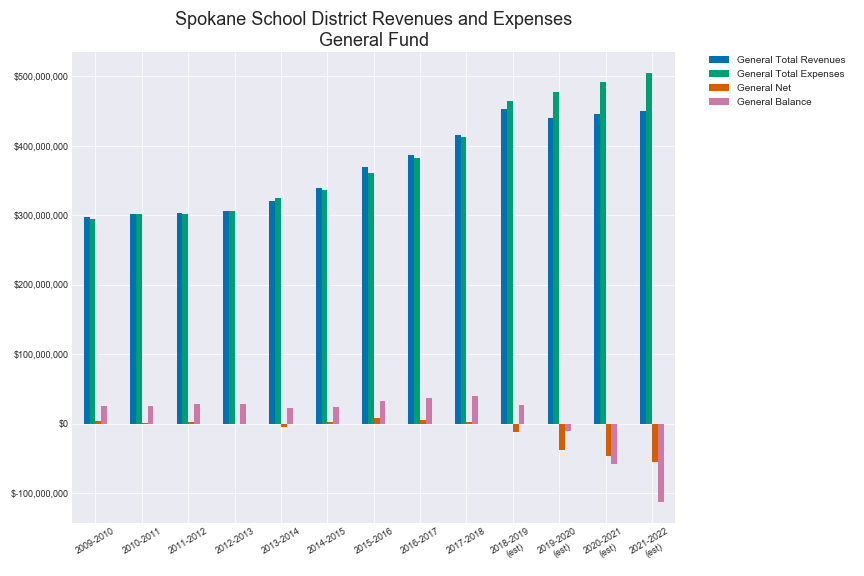 Spokane School District Revenues and Expenses
General Fund
General Total Revenues
General Total Expenses
General Net
General Balance
$500,000,000
$400,000,000
$300,000,000
$200,000,000
$100,000,000
$0
$-100,000,000
2009-2010
2010-2011
2011-2012
2012-2013
2013-2014
2014-2015
2015-2016
2016-2017
2017-2018
2018-2019
(est)
2019-2020
(est)
2020-2021
(est)
2021-2022
(est)